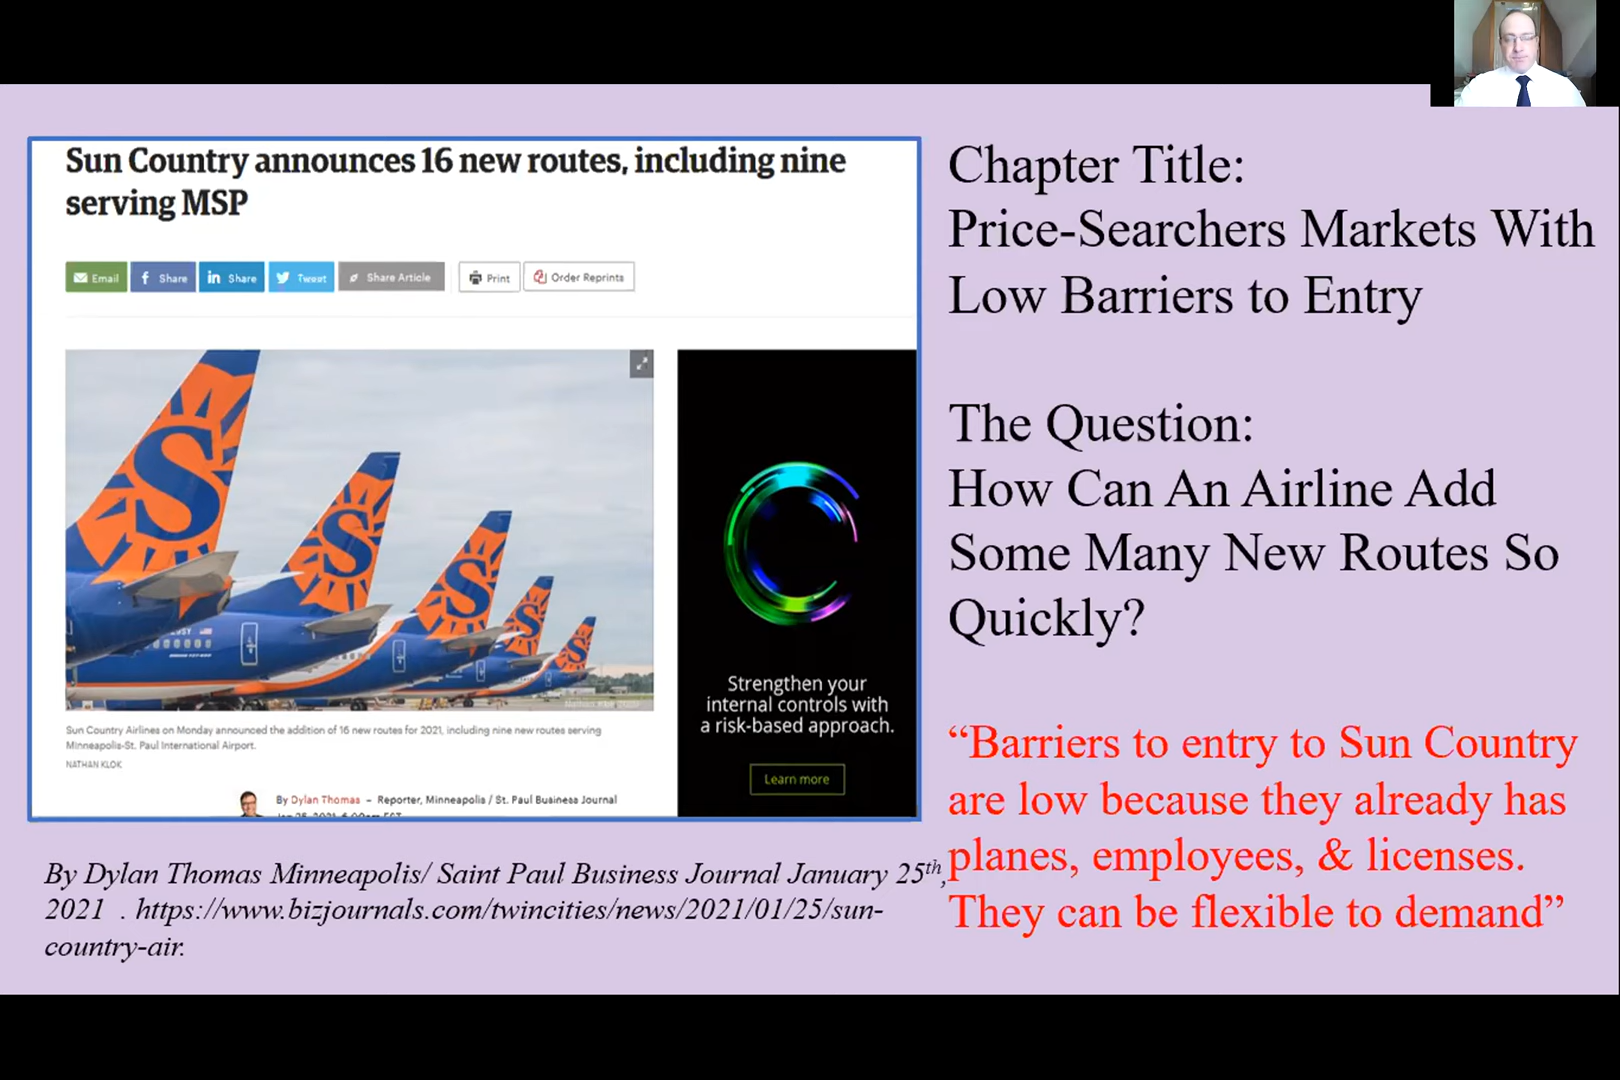 Sun Country announces 16 new routes, including nine
serving MSP
Email
Share
in Share
Tweet
Share Article
Print
Order Reprints
S
S
S
S
S
Sun Country Airlines on Monday announced the addition of 16 new routes for 2021, including nine new routes serving
Minneapolis-St. Paul International Airport.
NATHAN KLOK
By Dylan Thomas – Reporter, Minneapolis / St. Paul Business Journal
Strengthen your
internal controls with
a risk-based approach.
Learn more
By Dylan Thomas Minneapolis/ Saint Paul Business Journal January 25th,
2021 . https://www.bizjournals.com/twincities/news/2021/01/25/sun-
country-air.
Chapter Title:
Price-Searchers Markets With
Low Barriers to Entry
The Question:
How Can An Airline Add
Some Many New Routes So
Quickly?
“Barriers to entry to Sun Country
are low because they already has
planes, employees, & licenses.
They can be flexible to demand”